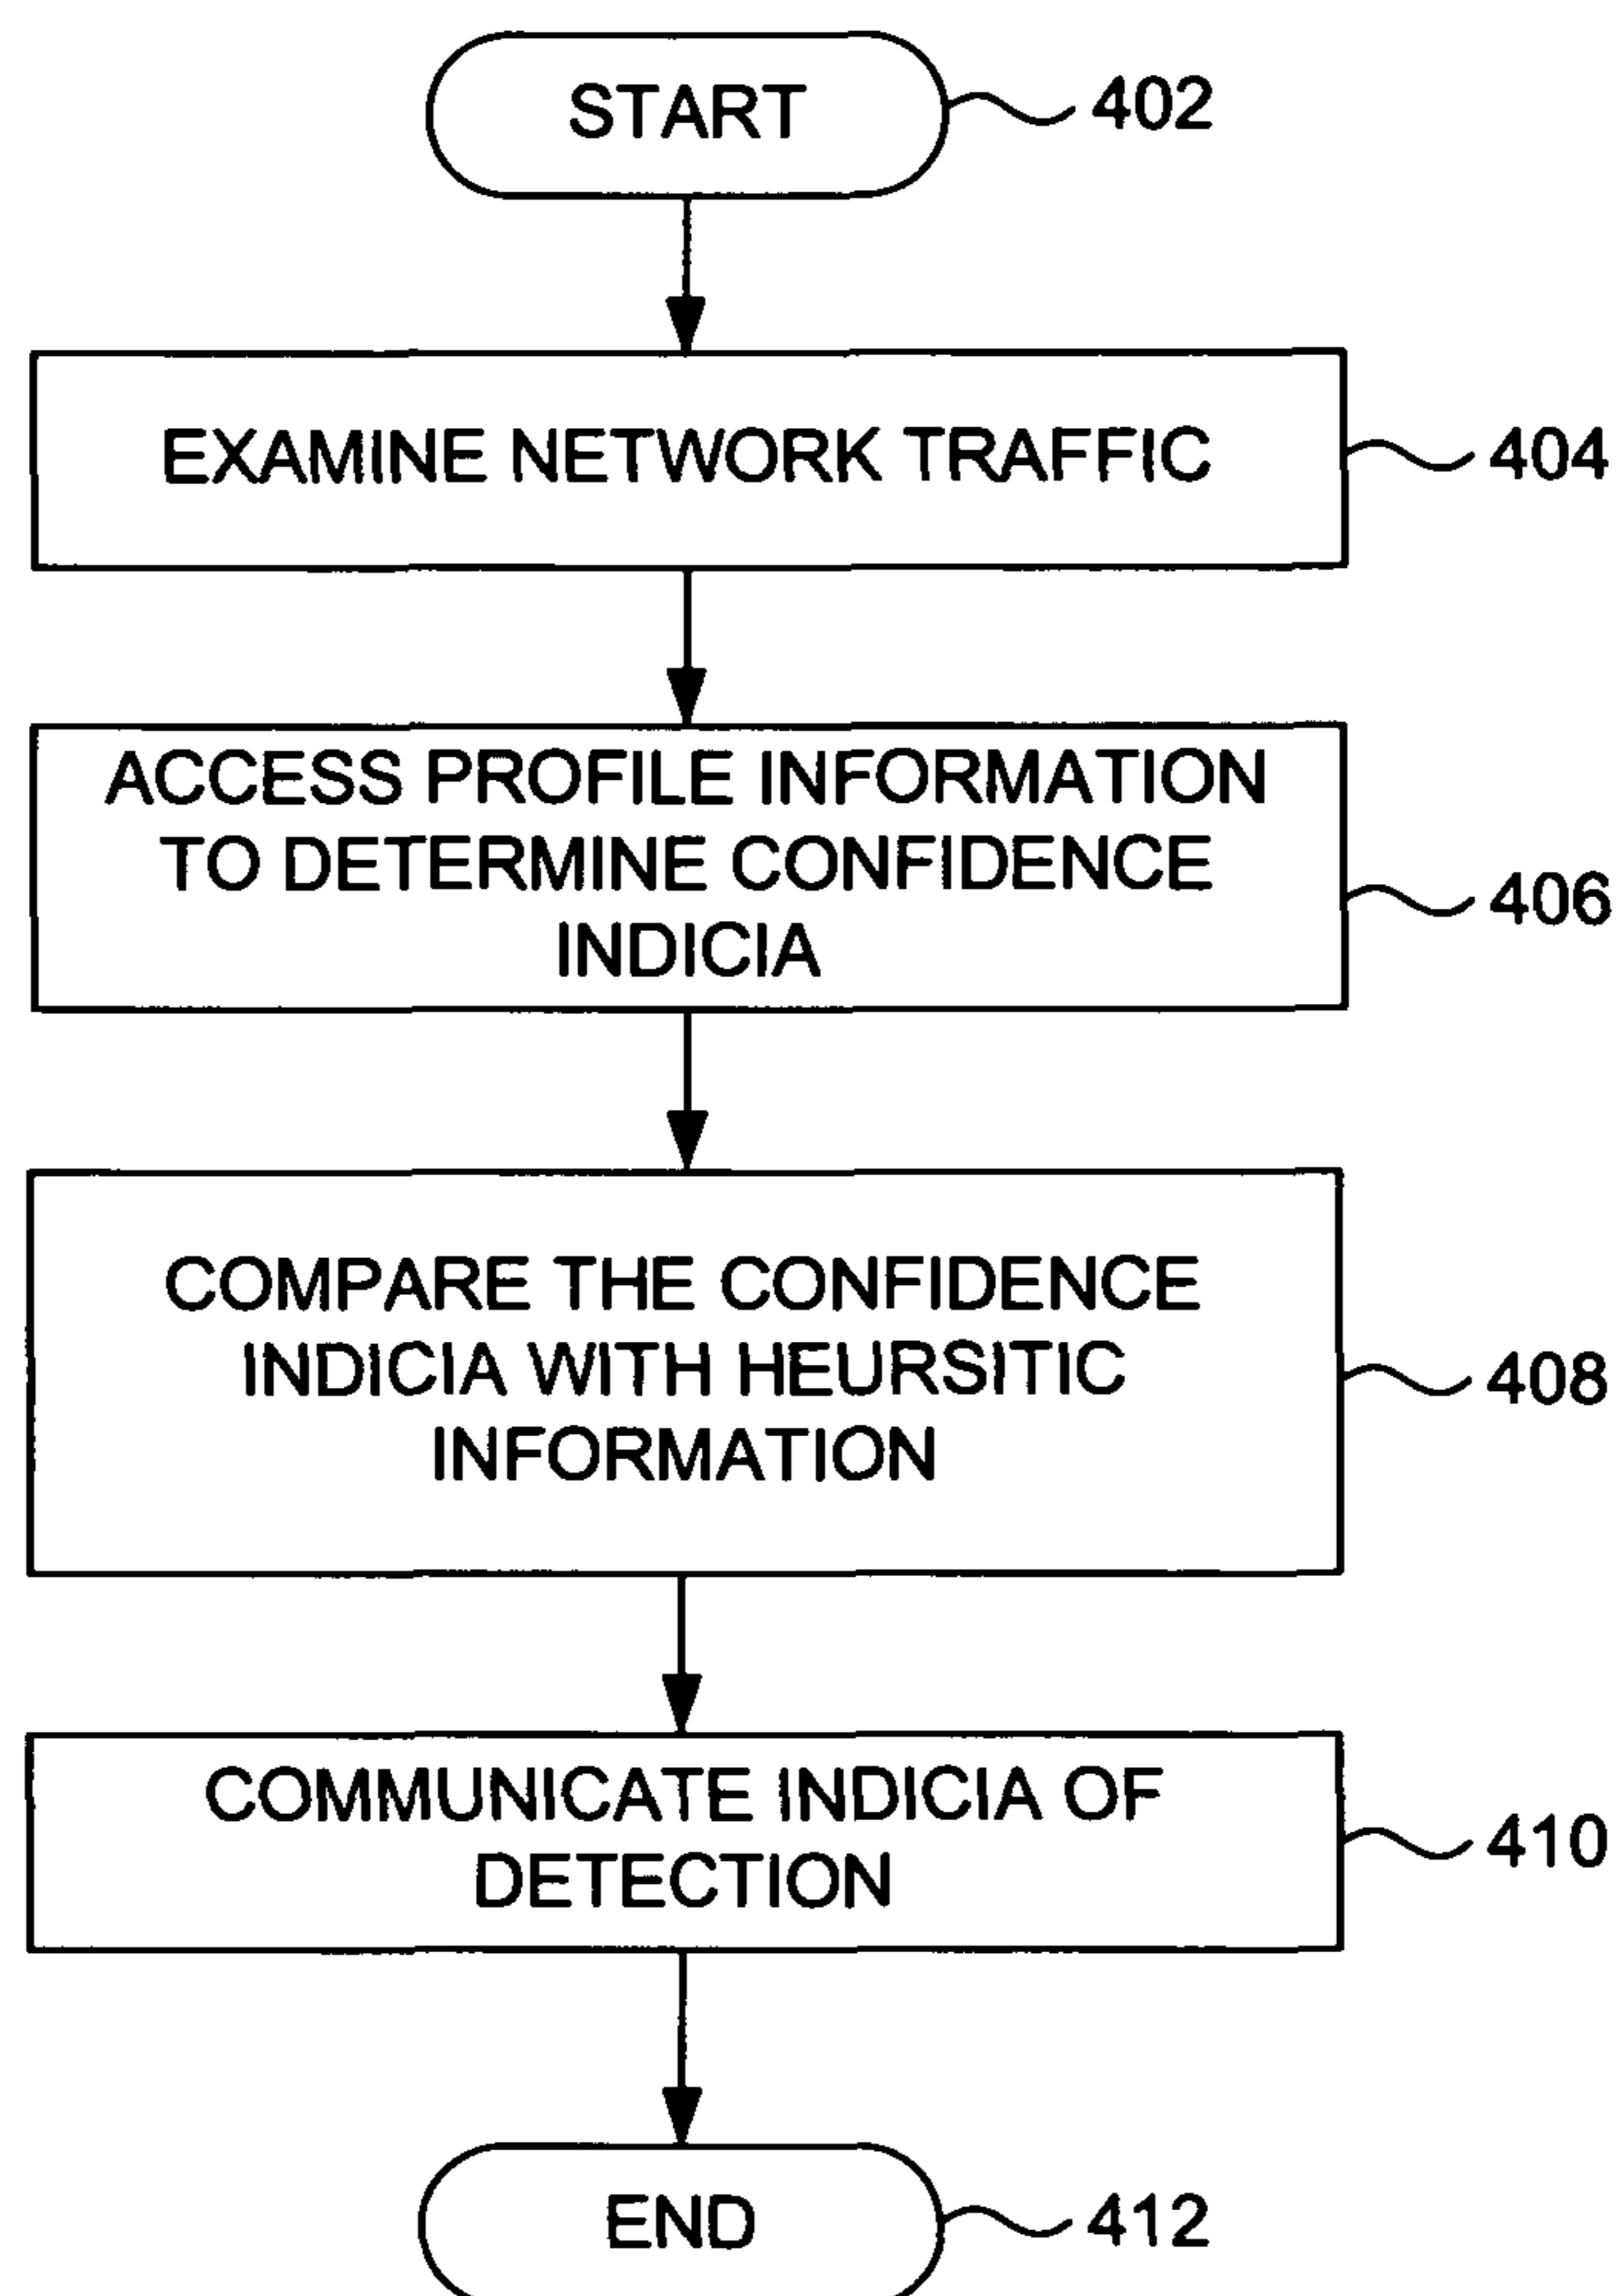 START
402
EXAMINE NETWORK TRAFFIC
404
ACCESS PROFILE INFORMATION
TO DETERMINE CONFIDENCE
INDICIA
406
COMPARE THE CONFIDENCE
INDICIA WITH HEURSITIC
INFORMATION
408
COMMUNICATE INDICIA OF
DETECTION
410
END
412